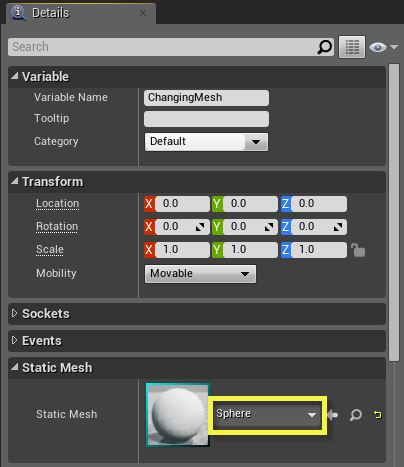 Details
Search
Variable
Variable Name ChangingMesh
Tooltip
Category Default
Transform
Location X 0.0 Y 0.0 Z 0.0
Rotation X 0.0 Y 0.0 Z 0.0
Scale X 1.0 Y 1.0 Z 1.0
Mobility Movable
Sockets
Events
Static Mesh
Static Mesh Sphere